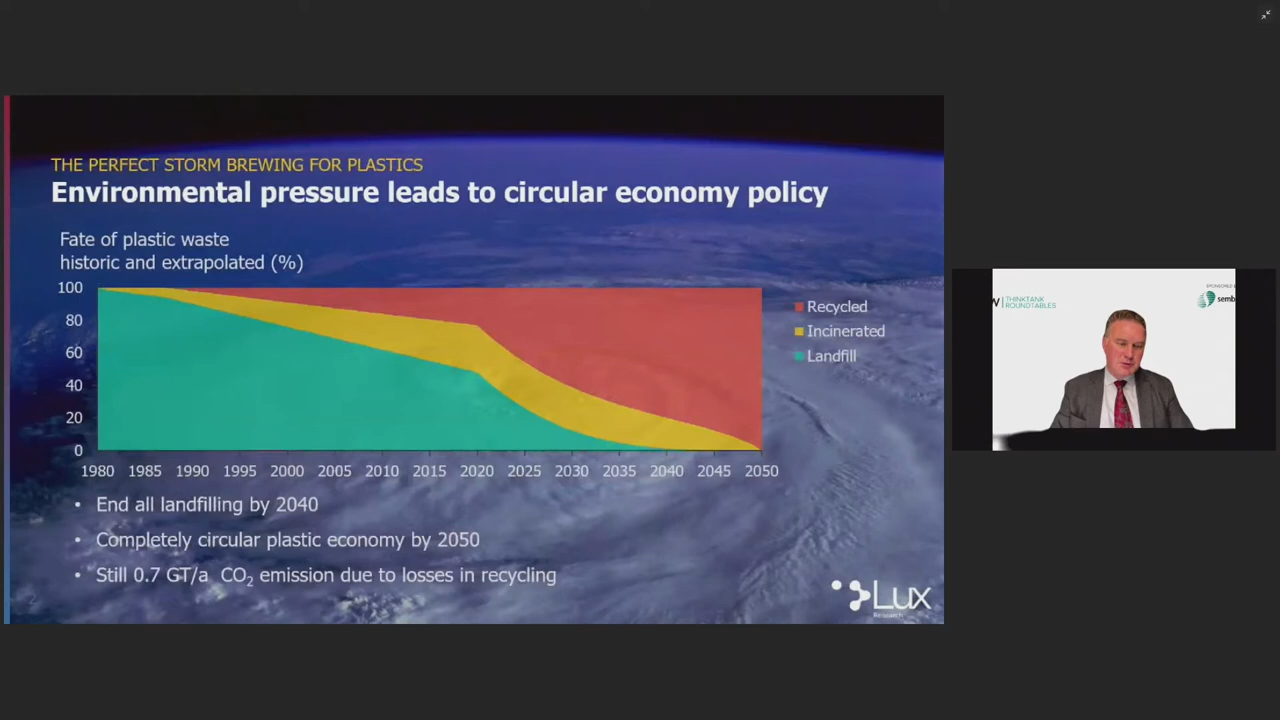 THE PERFECT STORM BREWING FOR PLASTICS
Environmental pressure leads to circular economy policy
Fate of plastic waste
historic and extrapolated (%)
100
80
60
40
20
0
1980 1985 1990 1995 2000 2005 2010 2015 2020 2025 2030 2035 2040 2045 2050
Recycled
Incinerated
Landfill
• End all landfilling by 2040
• Completely circular plastic economy by 2050
• Still 0.7 GT/a CO2 emission due to losses in recycling
Lux
Research
W | THINKTANK
ROUNDTABLES
SPONSORED
semb